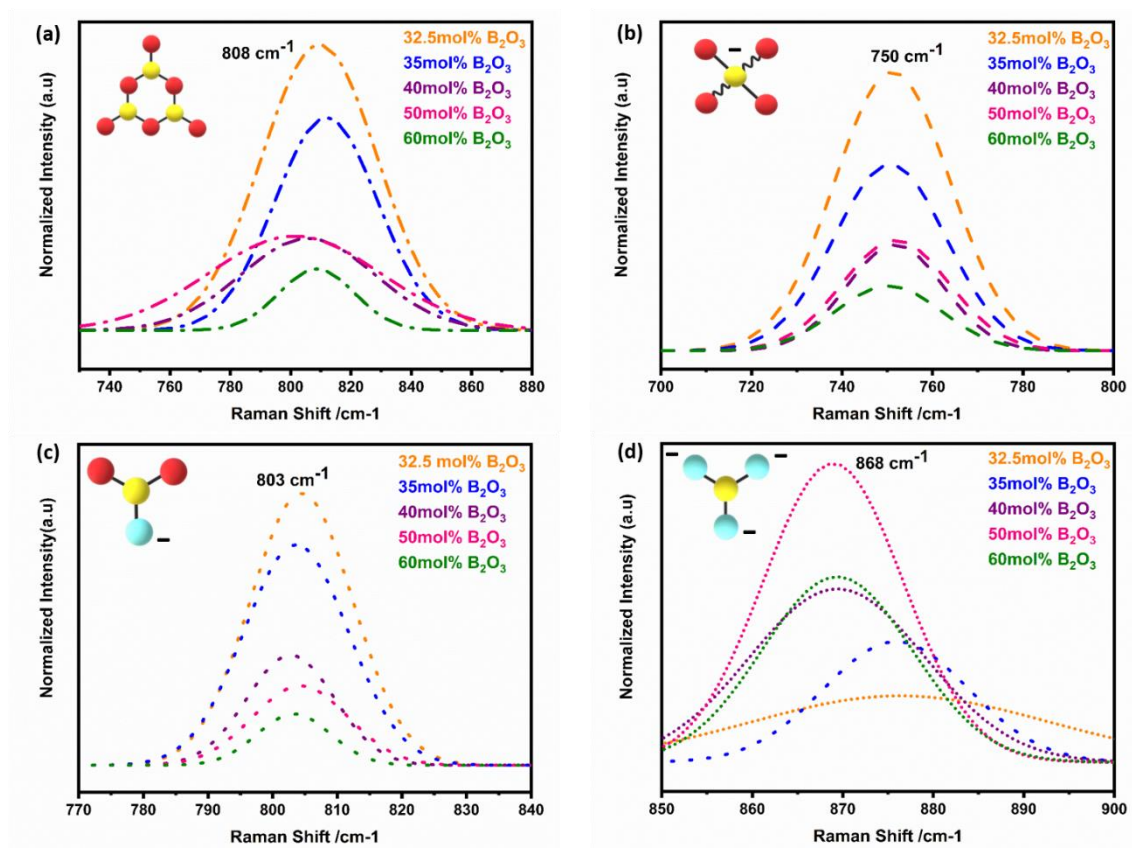 (a)
808 cm⁻¹
32.5mol% B₂O₃
35mol% B₂O₃
40mol% B₂O₃
50mol% B₂O₃
60mol% B₂O₃
Normalized Intensity (a.u)
740 760 780 800 820 840 860 880
Raman Shift /cm-1
(b)
−
750 cm⁻¹
32.5mol% B₂O₃
35mol% B₂O₃
40mol% B₂O₃
50mol% B₂O₃
60mol% B₂O₃
Normalized Intensity (a.u)
700 720 740 760 780 800
Raman Shift /cm-1
(c)
−
803 cm⁻¹
32.5 mol% B₂O₃
35mol% B₂O₃
40mol% B₂O₃
50mol% B₂O₃
60mol% B₂O₃
Normalized Intensity(a.u)
770 780 790 800 810 820 830 840
Raman Shift /cm-1
(d)
− −
−
868 cm⁻¹
32.5mol% B₂O₃
35mol% B₂O₃
40mol% B₂O₃
50mol% B₂O₃
60mol% B₂O₃
Normalized Intensity (a.u)
850 860 870 880 890 900
Raman Shift /cm-1